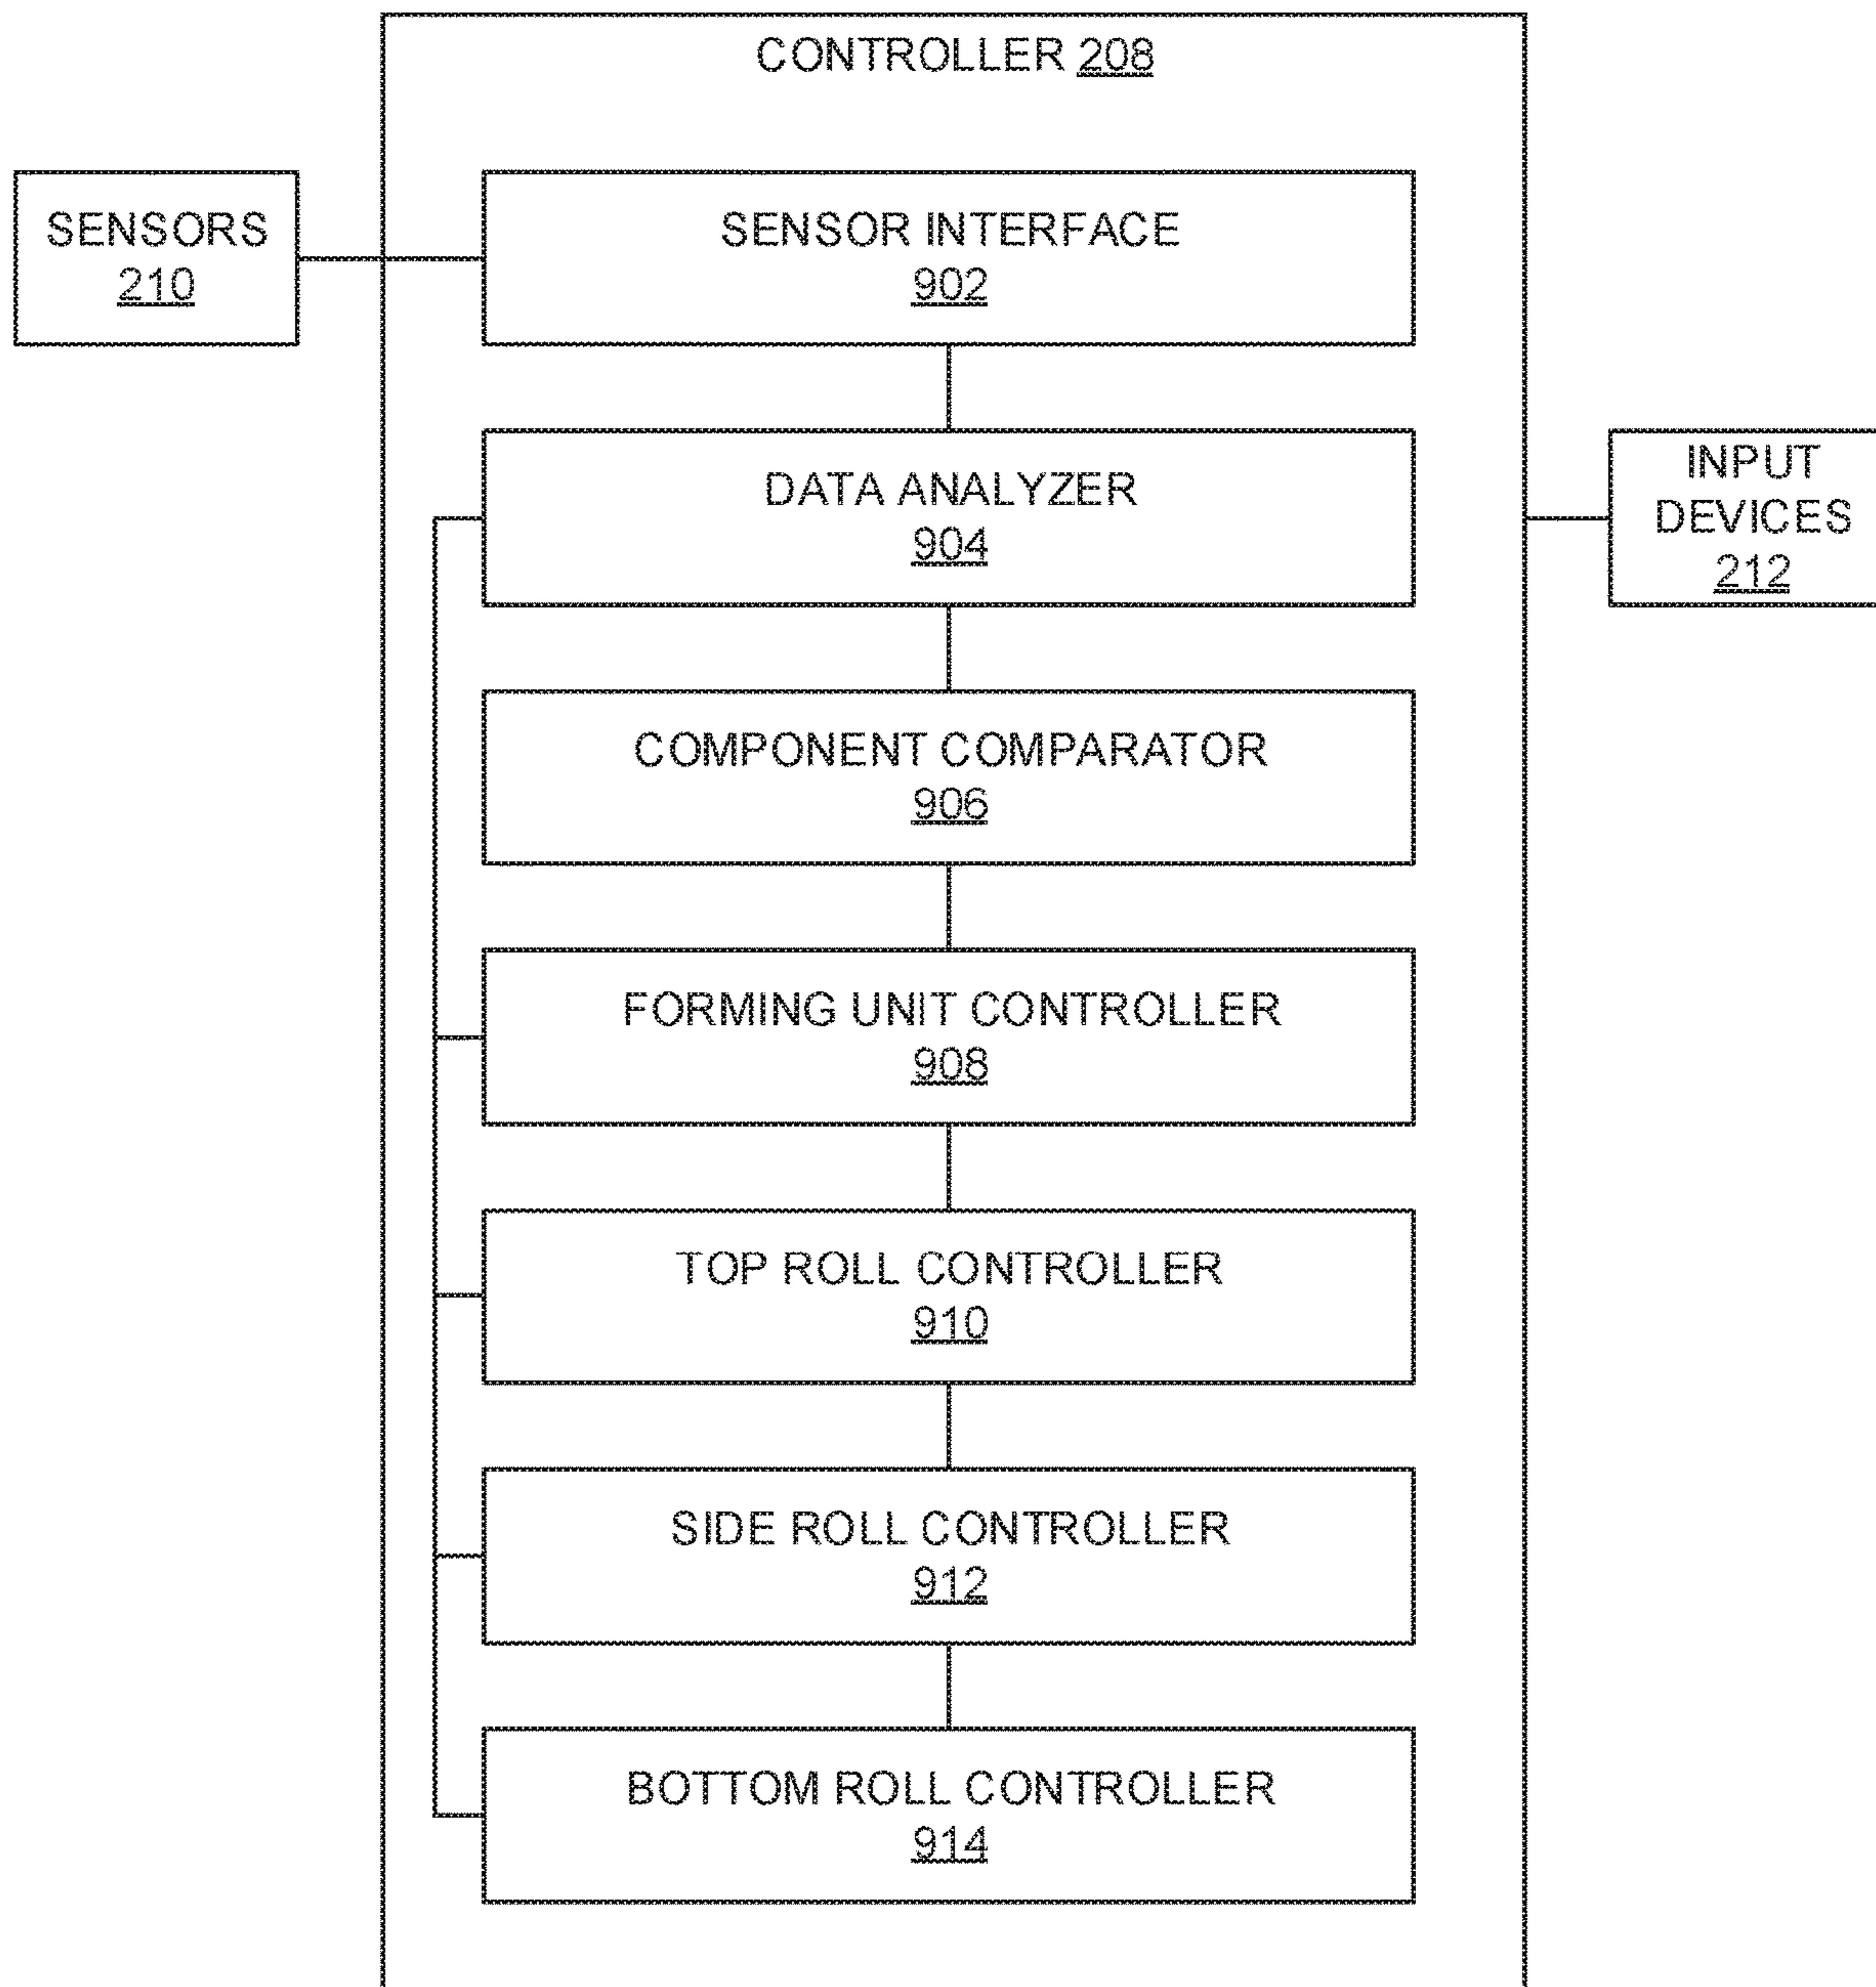 CONTROLLER 208
SENSORS
210
SENSOR INTERFACE
902
DATA ANALYZER
904
INPUT
DEVICES
212
COMPONENT COMPARATOR
906
FORMING UNIT CONTROLLER
908
TOP ROLL CONTROLLER
910
SIDE ROLL CONTROLLER
912
BOTTOM ROLL CONTROLLER
914